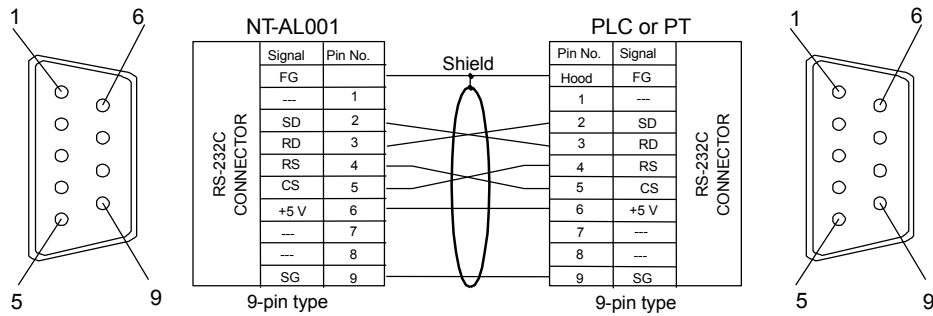 1 6 1 6
NT-AL001 PLC or PT
Signal Pin No. Shield Pin No. Signal
FG Hood FG
--- 1 1 ---
SD 2 2 SD
RD 3 3 RD
RS 4 4 RS
CS 5 5 CS
+5 V 6 6 +5 V
--- 7 7 ---
--- 8 8 ---
SG 9 9 SG
RS-232C
CONNECTOR
RS-232C
CONNECTOR
5 9 9-pin type 9-pin type 5 9